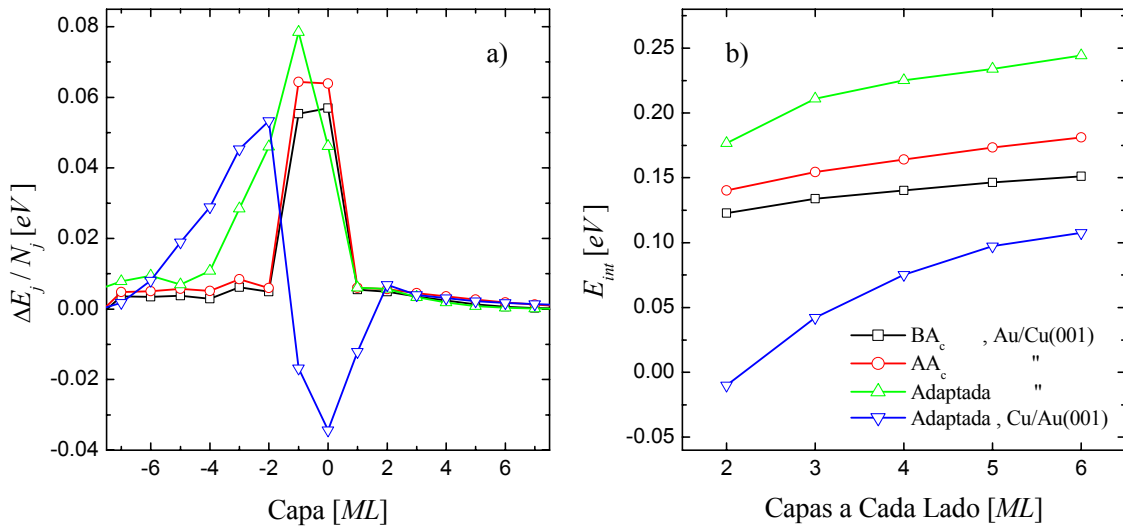 a)
0.08
0.06
0.04
0.02
0.00
-0.02
-0.04
ΔE_j / N_j [eV]
-6 -4 -2 0 2 4 6
Capa [ML]
b)
0.25
0.20
0.15
0.10
0.05
0.00
-0.05
E_int [eV]
BA_c , Au/Cu(001)
AA_c "
Adaptada "
Adaptada , Cu/Au(001)
2 3 4 5 6
Capas a Cada Lado [ML]